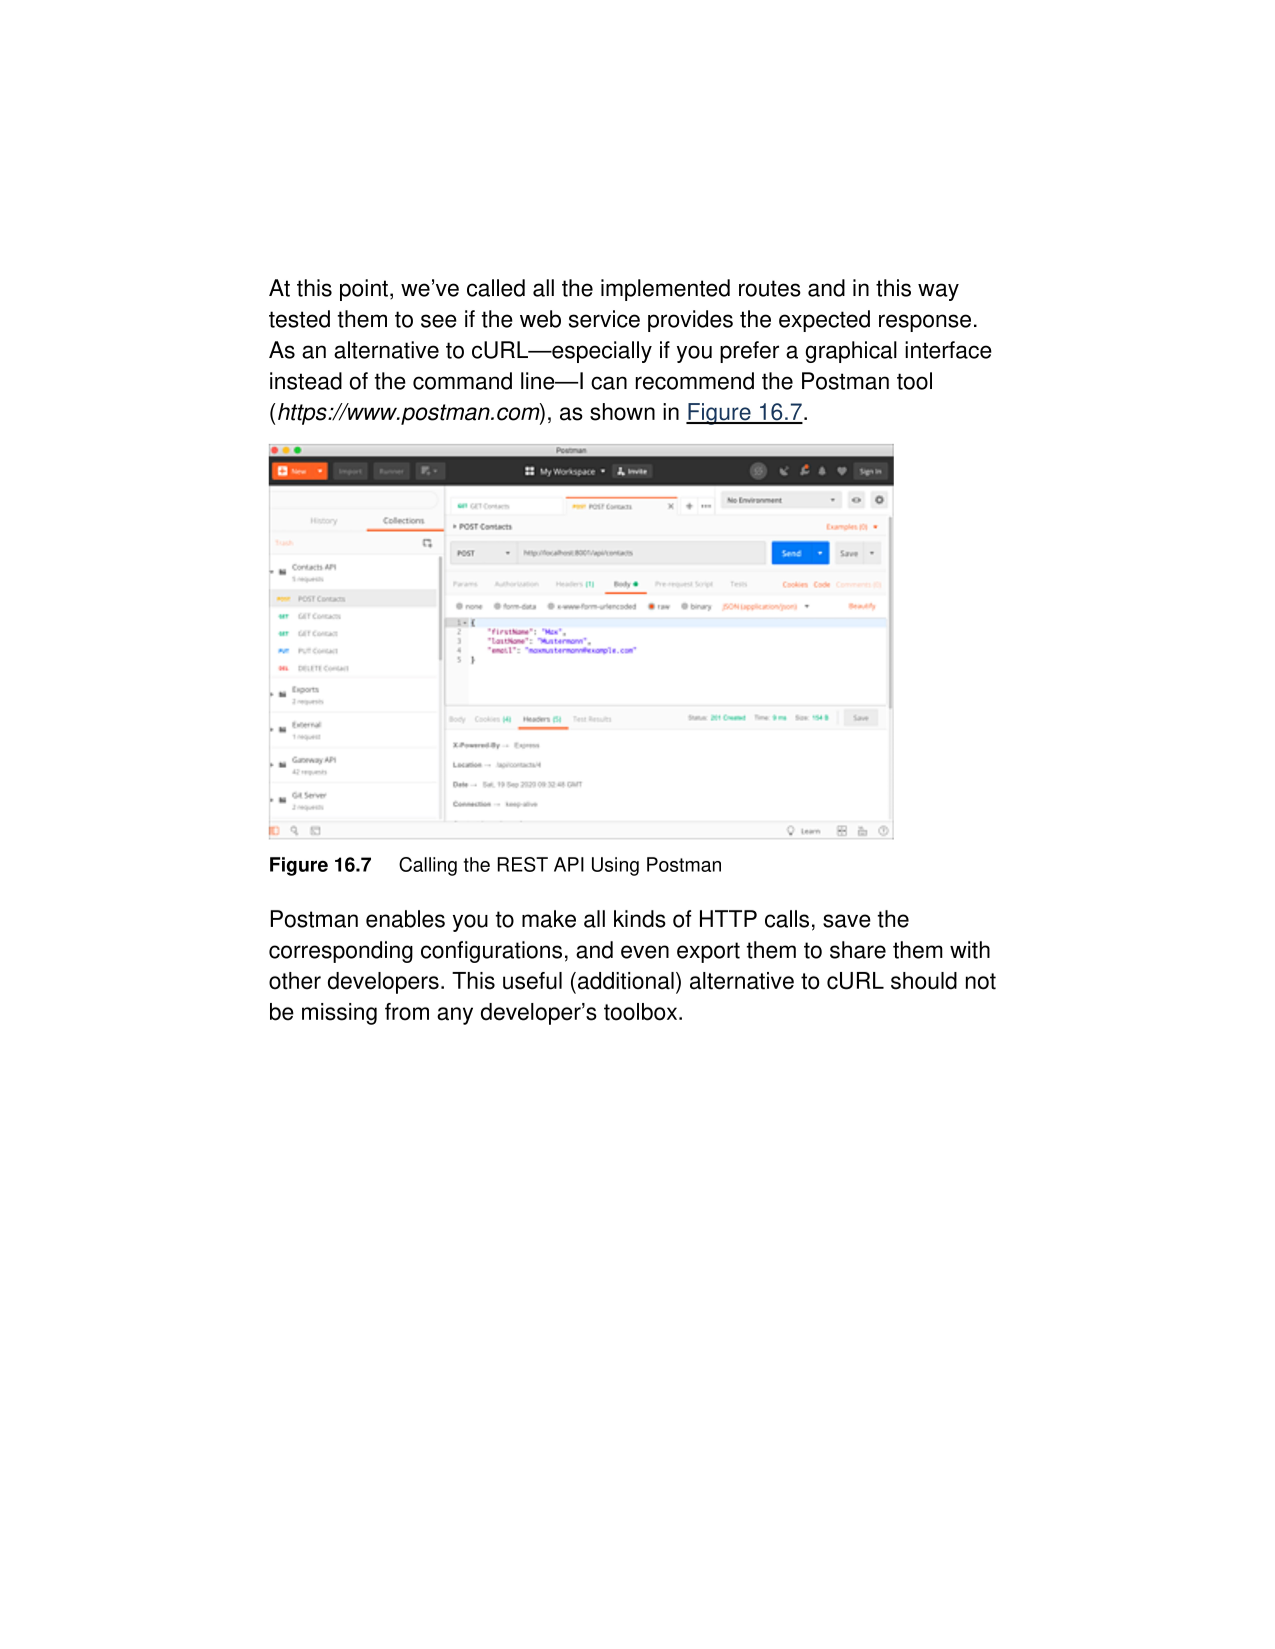 At this point, we've called all the implemented routes and in this way
tested them to see if the web service provides the expected response.
As an alternative to cURL—especially if you prefer a graphical interface
instead of the command line—I can recommend the Postman tool
(https://www.postman.com), as shown in Figure 16.7.
Postman
New Import Runner My Workspace Invite Sign In
GET GET Contacts POST POST Contacts No Environment
History Collections
POST Contacts Examples (0)
Trash
POST http://localhost:8001/api/contacts Send Save
Contacts API
5 requests
Params Authorization Headers (1) Body Pre-request Script Tests Cookies Code Comments (0)
POST POST Contacts
none form-data x-www-form-urlencoded raw binary JSON (application/json) Beautify
GET GET Contacts
1 {
GET GET Contact
2 "firstName": "Max",
3 "lastName": "Mustermann",
PUT PUT Contact
4 "email": "maxmustermann@example.com"
5 }
DEL DELETE Contact
Exports
2 requests
External
1 request
Body Cookies (4) Headers (5) Test Results Status: 201 Created Time: 9 ms Size: 154 B Save
X-Powered-By → Express
Gateway API
42 requests
Location → /api/contacts/4
Date → Sat, 19 Sep 2020 09:32:48 GMT
Git Server
2 requests
Connection → keep-alive
Learn
Figure 16.7 Calling the REST API Using Postman
Postman enables you to make all kinds of HTTP calls, save the
corresponding configurations, and even export them to share them with
other developers. This useful (additional) alternative to cURL should not
be missing from any developer's toolbox.